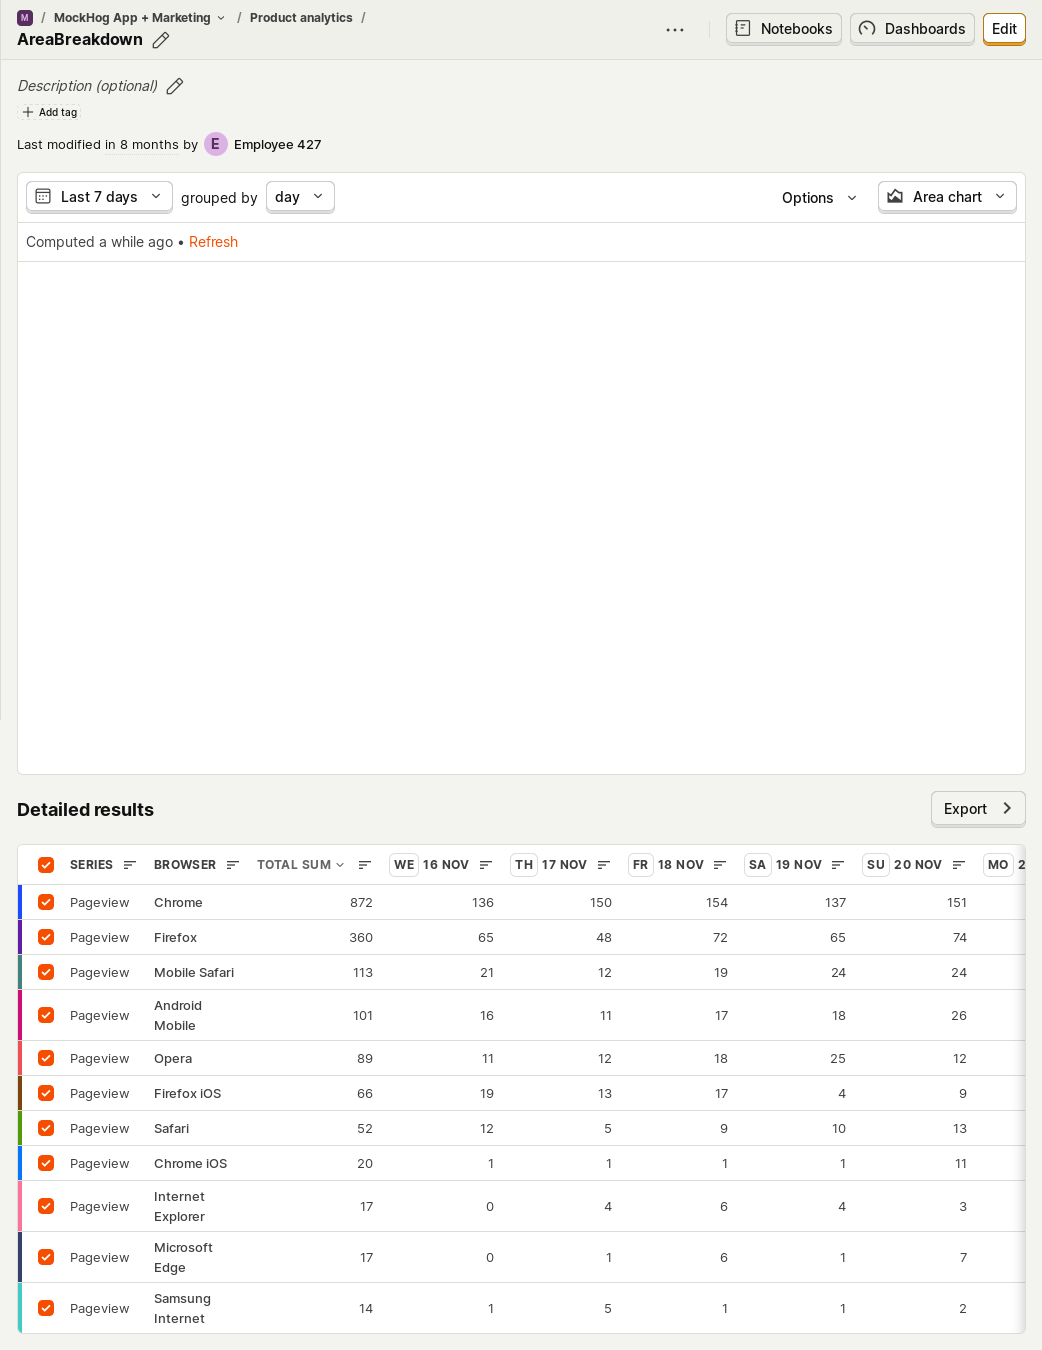 M / MockHog App + Marketing / Product analytics /
AreaBreakdown
Notebooks
Dashboards
Edit
Description (optional)
Add tag
Last modified in 8 months by E Employee 427
Last 7 days grouped by day
Options
Area chart
Computed a while ago • Refresh
Detailed results
Export
SERIES BROWSER TOTAL SUM WE 16 NOV TH 17 NOV FR 18 NOV SA 19 NOV SU 20 NOV MO 2
Pageview Chrome 872 136 150 154 137 151
Pageview Firefox 360 65 48 72 65 74
Pageview Mobile Safari 113 21 12 19 24 24
Pageview Android Mobile 101 16 11 17 18 26
Pageview Opera 89 11 12 18 25 12
Pageview Firefox iOS 66 19 13 17 4 9
Pageview Safari 52 12 5 9 10 13
Pageview Chrome iOS 20 1 1 1 1 11
Pageview Internet Explorer 17 0 4 6 4 3
Pageview Microsoft Edge 17 0 1 6 1 7
Pageview Samsung Internet 14 1 5 1 1 2